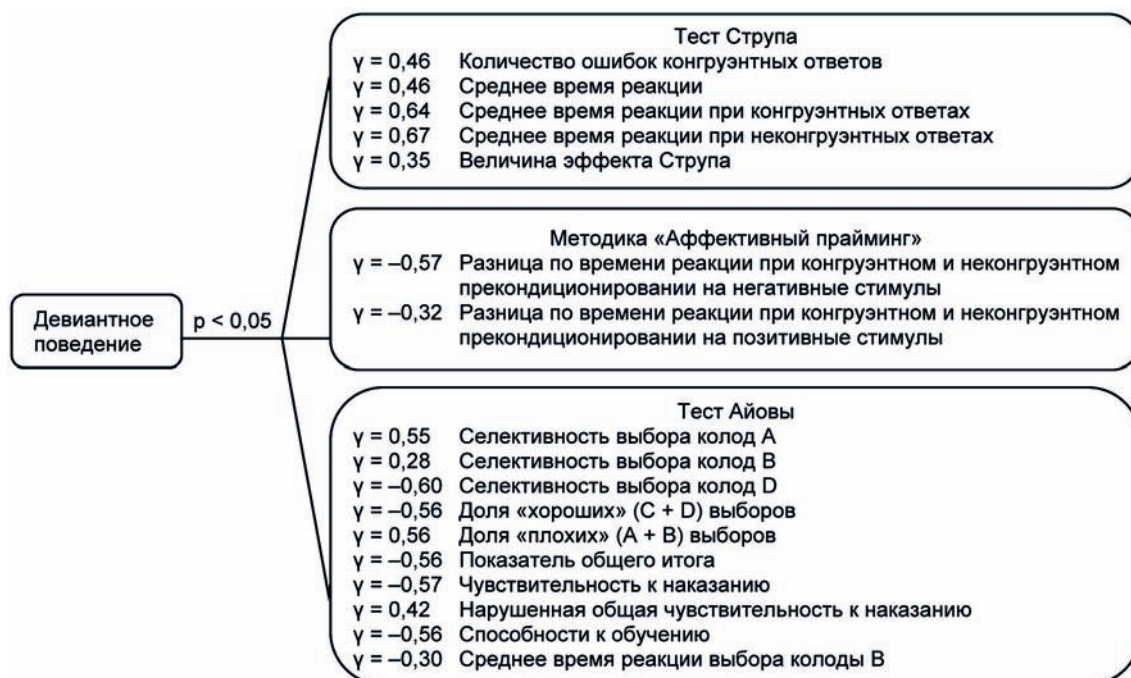 Тест Струпа
γ = 0,46 Количество ошибок конгруэнтных ответов
γ = 0,46 Среднее время реакции
γ = 0,64 Среднее время реакции при конгруэнтных ответах
γ = 0,67 Среднее время реакции при неконгруэнтных ответах
γ = 0,35 Величина эффекта Струпа
Методика «Аффективный прайминг»
γ = –0,57 Разница по времени реакции при конгруэнтном и неконгруэнтном
прекондиционировании на негативные стимулы
γ = –0,32 Разница по времени реакции при конгруэнтном и неконгруэнтном
прекондиционировании на позитивные стимулы
Девиантное
поведение
p < 0,05
Тест Айовы
γ = 0,55 Селективность выбора колод A
γ = 0,28 Селективность выбора колод B
γ = –0,60 Селективность выбора колод D
γ = –0,56 Доля «хороших» (C + D) выборов
γ = 0,56 Доля «плохих» (A + B) выборов
γ = –0,56 Показатель общего итога
γ = –0,57 Чувствительность к наказанию
γ = 0,42 Нарушенная общая чувствительность к наказанию
γ = –0,56 Способности к обучению
γ = –0,30 Среднее время реакции выбора колоды B